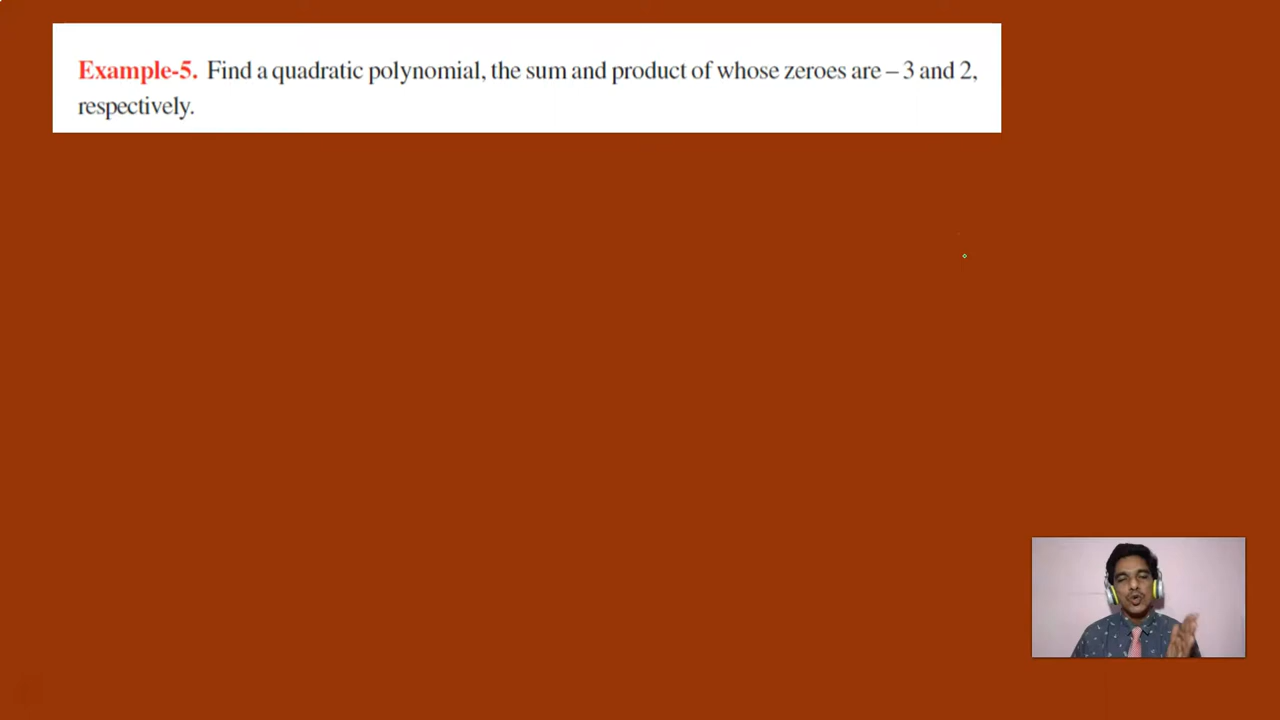 Example-5. Find a quadratic polynomial, the sum and product of whose zeroes are – 3 and 2,
respectively.